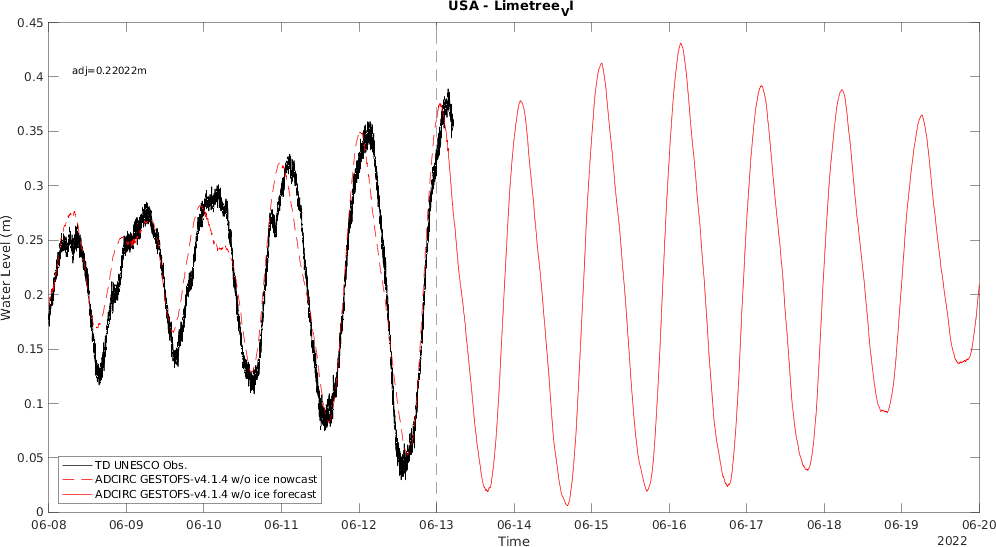 USA - Limetree_VI
0.45
0.4
0.35
0.3
0.25
0.2
0.15
0.1
0.05
0
Water Level (m)
adj=0.22022m
TD UNESCO Obs.
ADCIRC GESTOFS-v4.1.4 w/o ice nowcast
ADCIRC GESTOFS-v4.1.4 w/o ice forecast
06-08 06-09 06-10 06-11 06-12 06-13 06-14 06-15 06-16 06-17 06-18 06-19 06-20
Time
2022